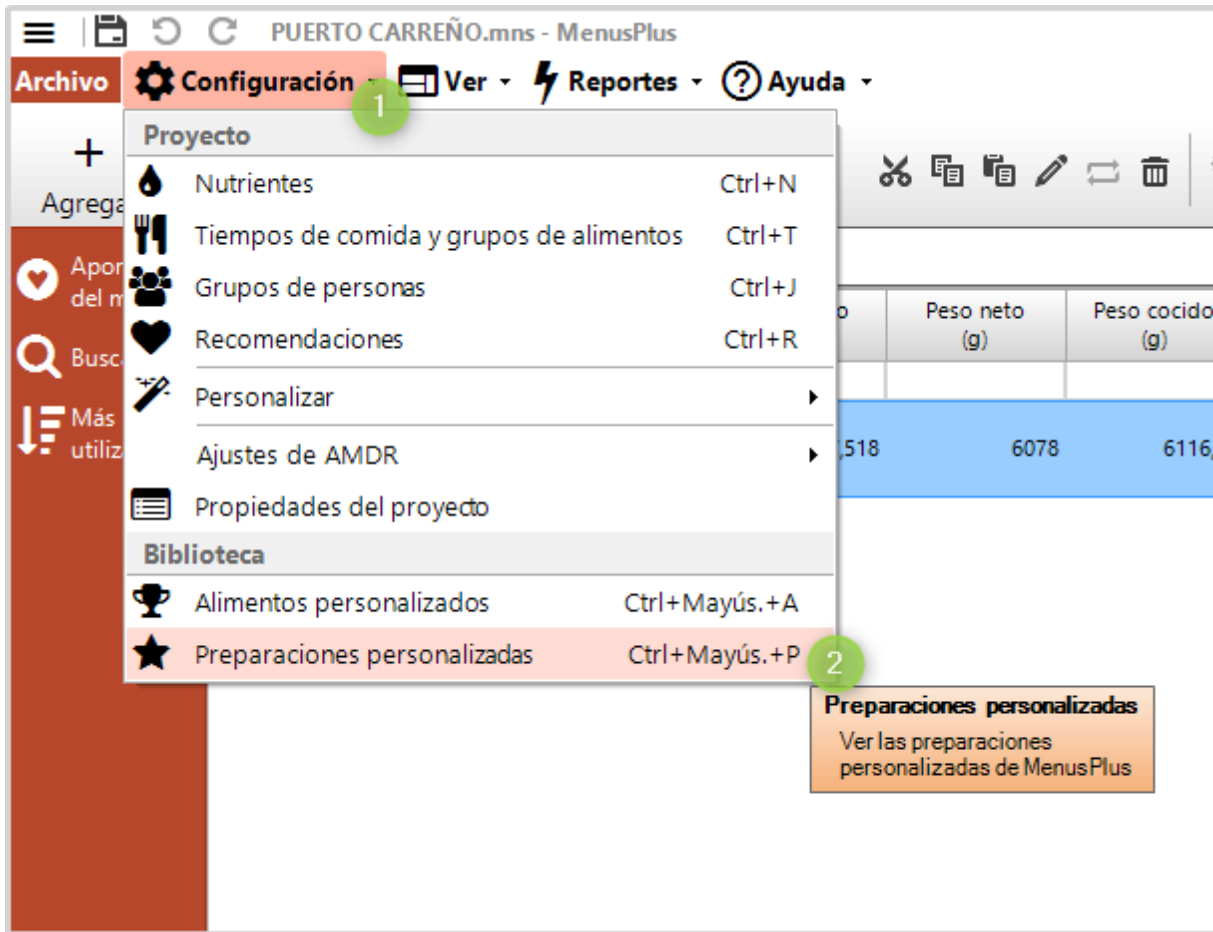 PUERTO CARREÑO.mns - MenusPlus
Archivo Configuración Ver Reportes Ayuda
1
Proyecto
Nutrientes Ctrl+N
Agrega
Tiempos de comida y grupos de alimentos Ctrl+T
Apor
del m
Grupos de personas Ctrl+J
Peso neto
(g)
Peso cocido
(g)
Recomendaciones Ctrl+R
Busc
Personalizar
Más
utiliz
Ajustes de AMDR
,518 6078 6116,
Propiedades del proyecto
Biblioteca
Alimentos personalizados Ctrl+Mayús.+A
Preparaciones personalizadas Ctrl+Mayús.+P
2
Preparaciones personalizadas
Ver las preparaciones
personalizadas de MenusPlus